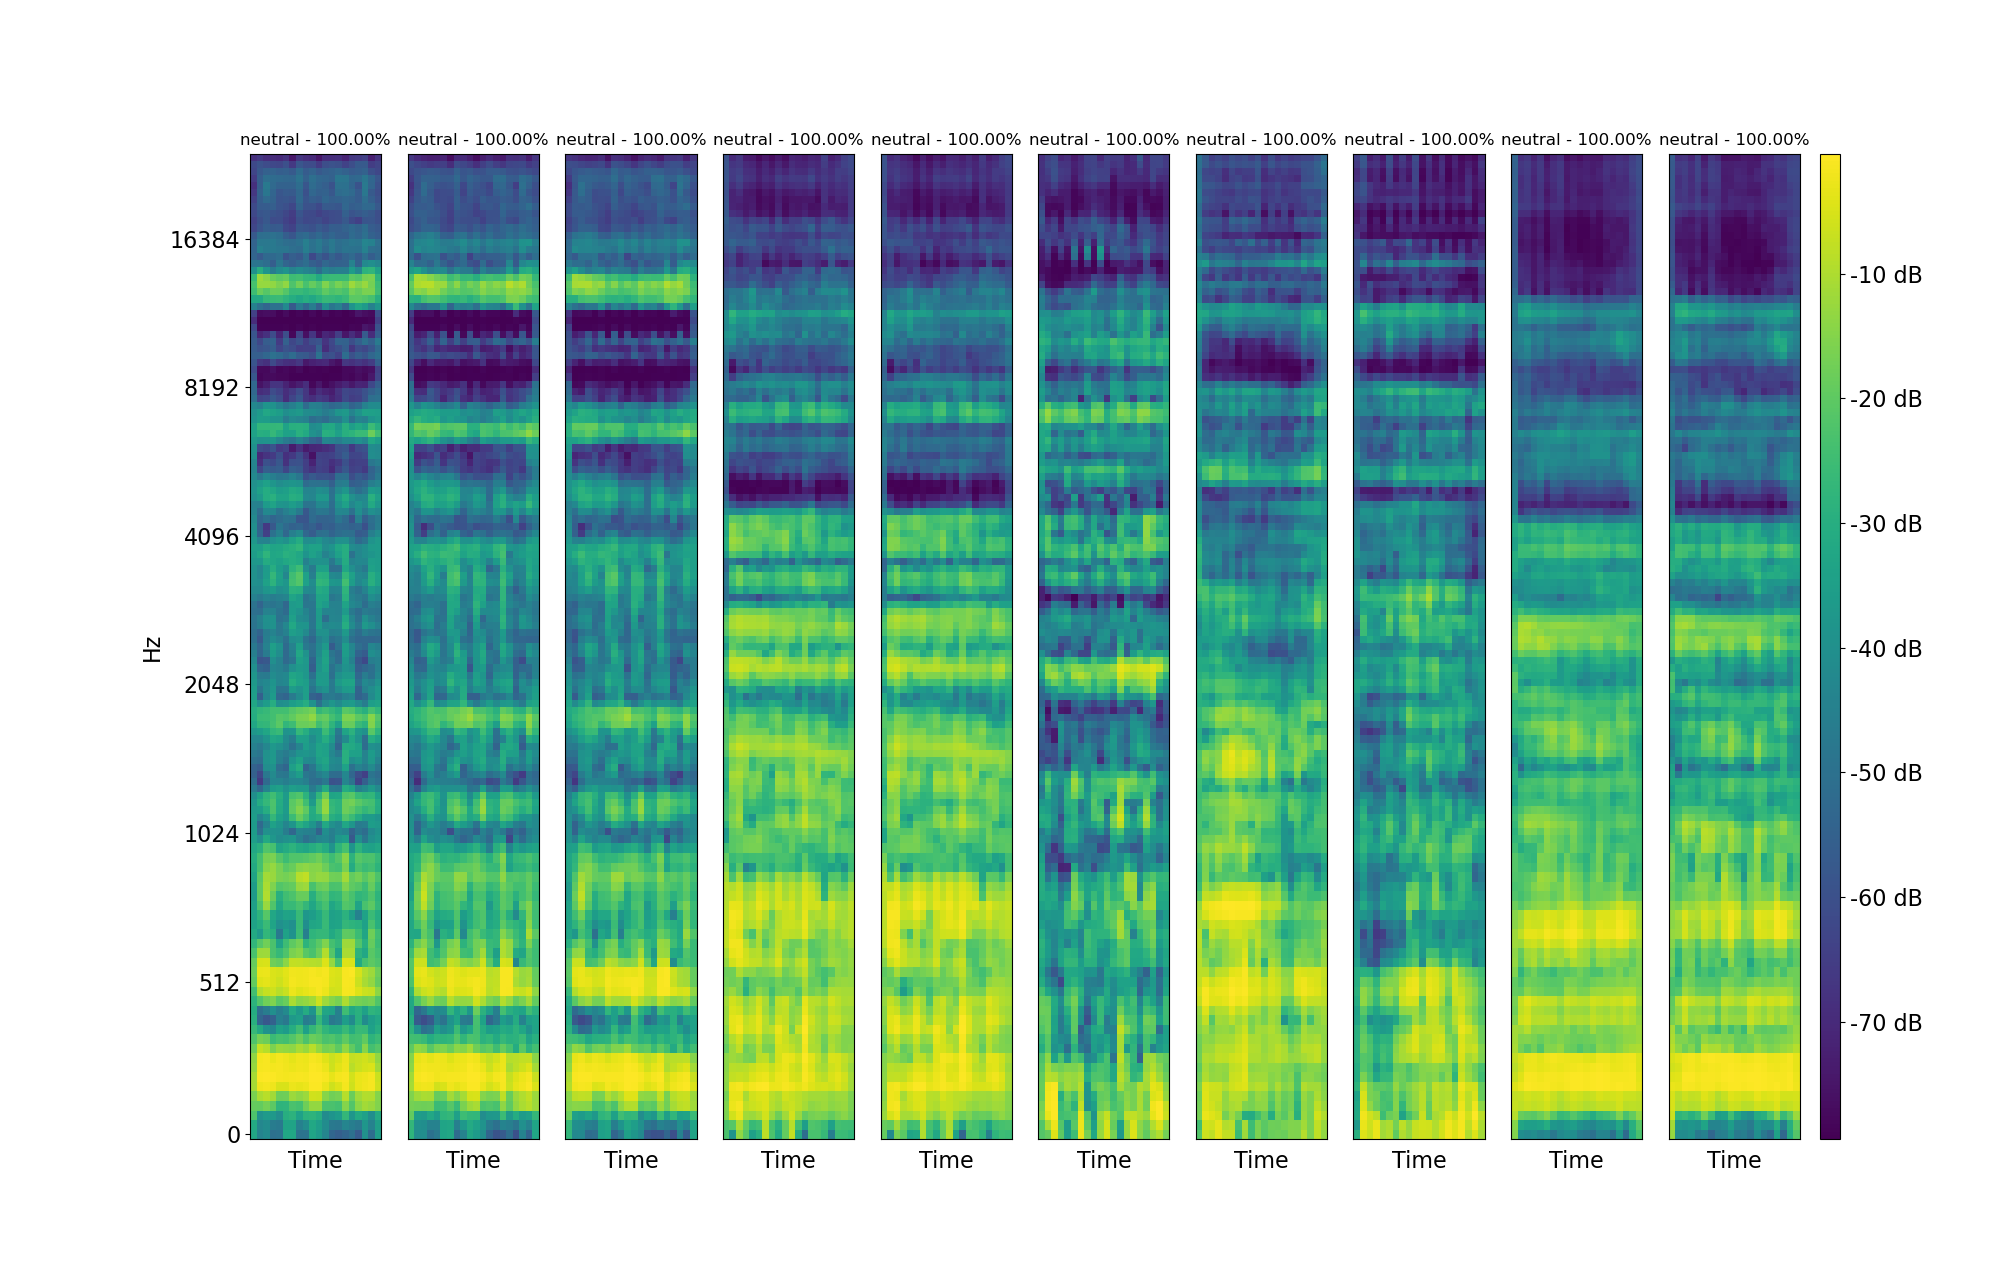 neutral - 100.00% neutral - 100.00% neutral - 100.00% neutral - 100.00% neutral - 100.00% neutral - 100.00% neutral - 100.00% neutral - 100.00% neutral - 100.00% neutral - 100.00%
16384
-10 dB
8192
-20 dB
4096
-30 dB
Hz
-40 dB
2048
-50 dB
1024
-60 dB
512
-70 dB
0
Time Time Time Time Time Time Time Time Time Time